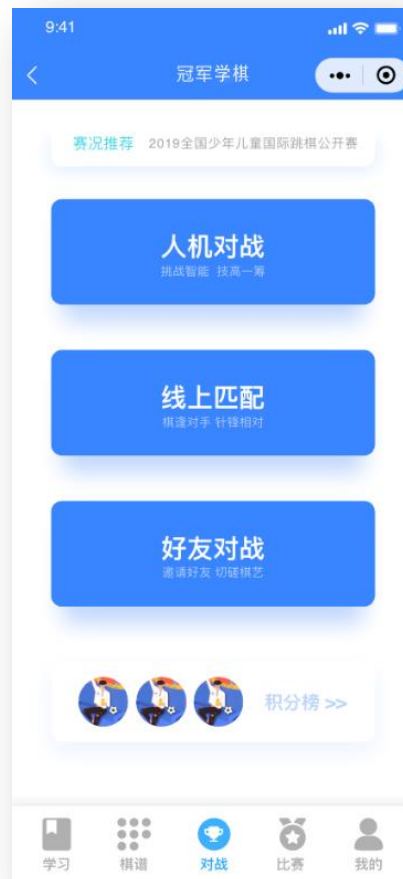 9:41
冠军学棋
赛况推荐 2019全国少年儿童国际跳棋公开赛
人机对战
挑战智能 技高一筹
线上匹配
棋逢对手 针锋相对
好友对战
邀请好友 切磋棋艺
积分榜 >>
学习 棋谱 对战 比赛 我的